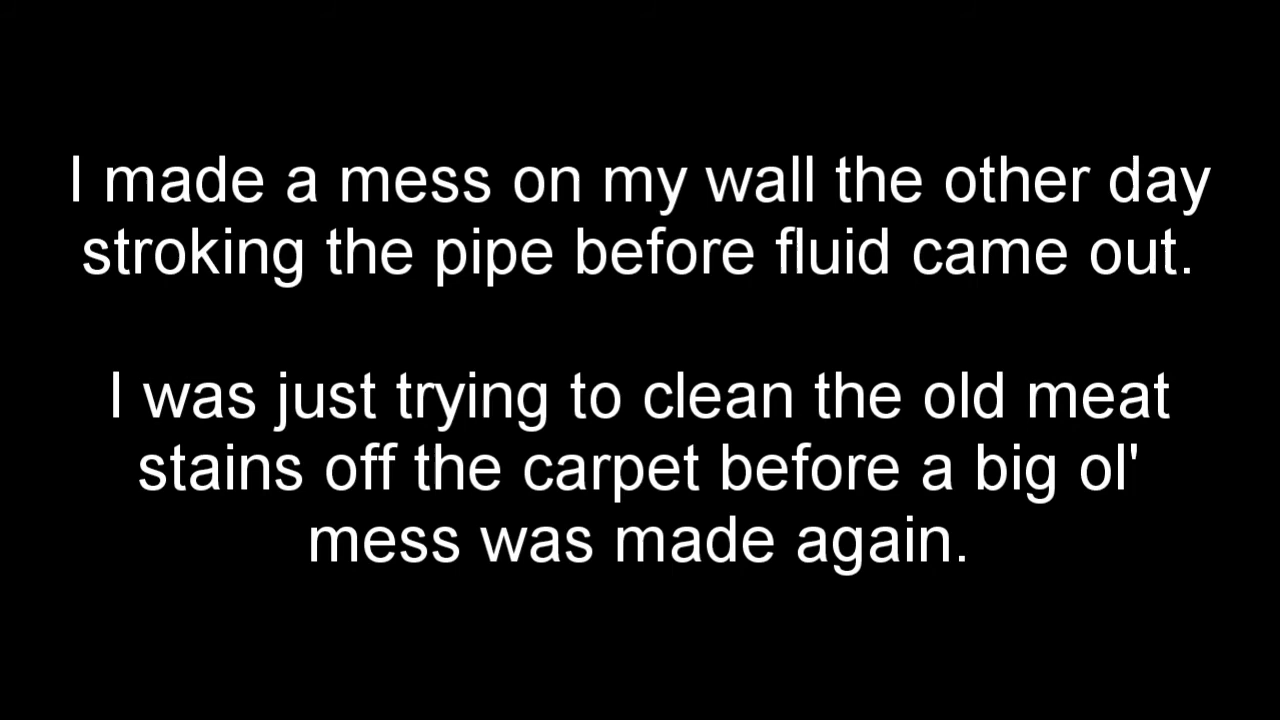 I made a mess on my wall the other day
stroking the pipe before fluid came out.
I was just trying to clean the old meat
stains off the carpet before a big ol'
mess was made again.